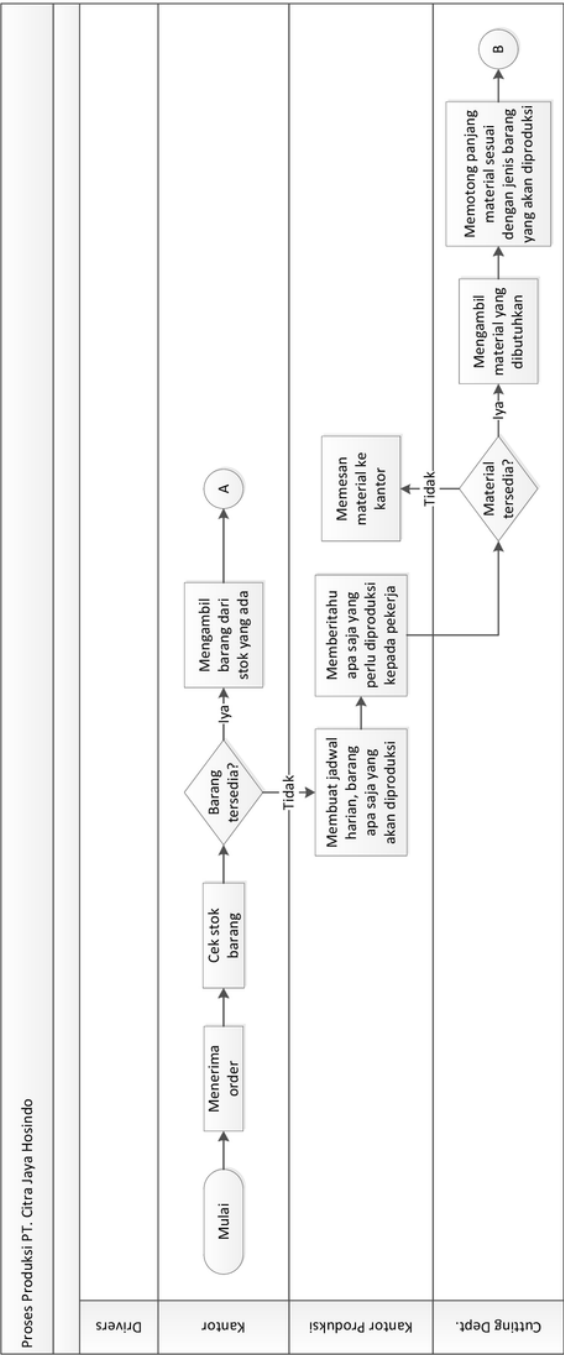 Proses Produksi PT. Citra Jaya Hosindo
Drivers
Kantor
Mulai
Menerima
order
Cek stok
barang
Barang
tersedia?
Iya
Mengambil
barang dari
stok yang ada
A
Tidak
Kantor Produksi
Membuat jadwal
harian, barang
apa saja yang
akan diproduksi
Memberitahu
apa saja yang
perlu diproduksi
kepada pekerja
Memesan
material ke
kantor
Tidak
Cutting Dept.
Material
tersedia?
Iya
Mengambil
material yang
dibutuhkan
Memotong panjang
material sesuai
dengan jenis barang
yang akan diproduksi
B